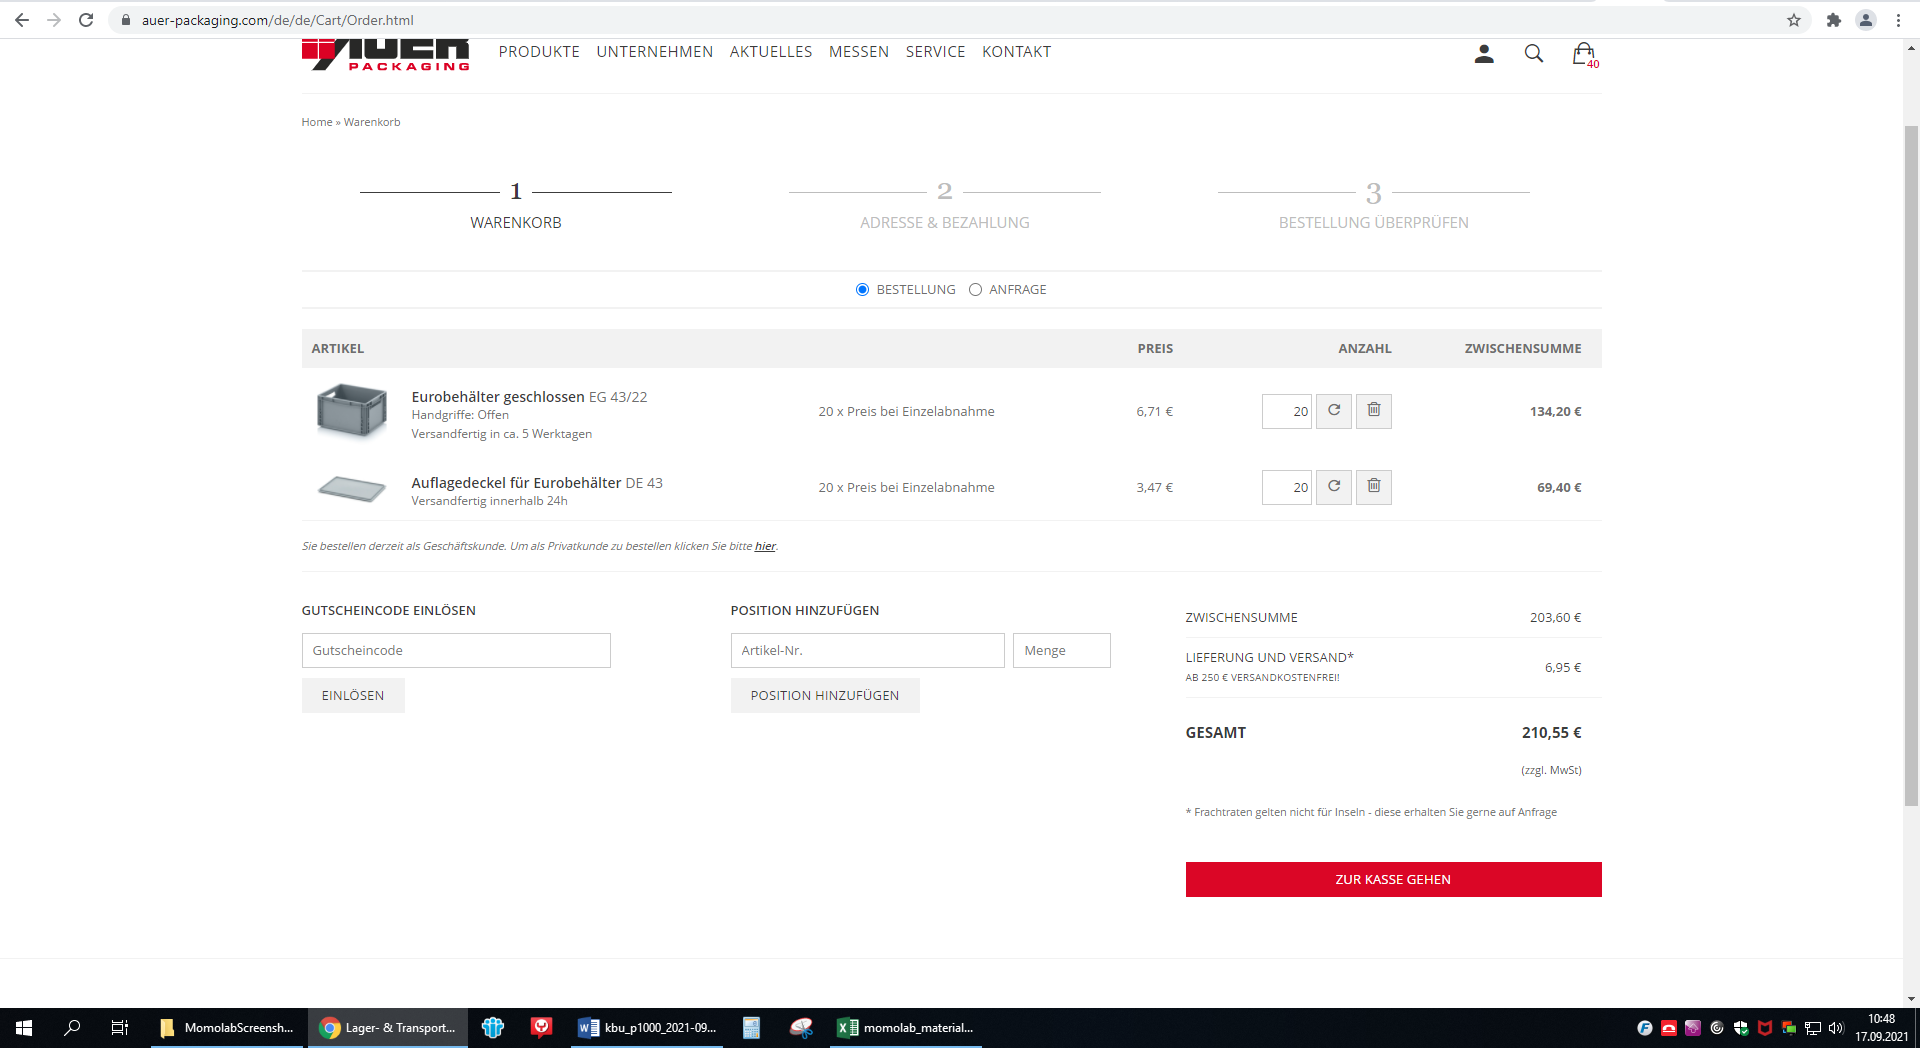 auer-packaging.com/de/de/Cart/Order.html
AUER
PACKAGING
PRODUKTE UNTERNEHMEN AKTUELLES MESSEN SERVICE KONTAKT
40
Home » Warenkorb
1
WARENKORB
2
ADRESSE & BEZAHLUNG
3
BESTELLUNG ÜBERPRÜFEN
BESTELLUNG ANFRAGE
ARTIKEL PREIS ANZAHL ZWISCHENSUMME
Eurobehälter geschlossen EG 43/22
Handgriffe: Offen
Versandfertig in ca. 5 Werktagen
20 x Preis bei Einzelabnahme 6,71 € 20 134,20 €
Auflagedeckel für Eurobehälter DE 43
Versandfertig innerhalb 24h
20 x Preis bei Einzelabnahme 3,47 € 20 69,40 €
Sie bestellen derzeit als Geschäftskunde. Um als Privatkunde zu bestellen klicken Sie bitte hier.
GUTSCHEINCODE EINLÖSEN
Gutscheincode
EINLÖSEN
POSITION HINZUFÜGEN
Artikel-Nr. Menge
POSITION HINZUFÜGEN
ZWISCHENSUMME 203,60 €
LIEFERUNG UND VERSAND* 6,95 €
AB 250 € VERSANDKOSTENFREI!
GESAMT 210,55 €
(zzgl. MwSt)
* Frachtraten gelten nicht für Inseln - diese erhalten Sie gerne auf Anfrage
ZUR KASSE GEHEN
MomolabScreensh... Lager- & Transport... kbu_p1000_2021-09... momolab_material...
10:48
17.09.2021